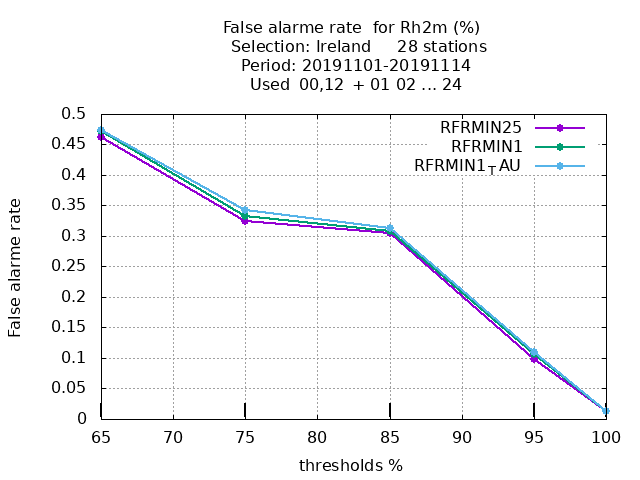 False alarme rate  for Rh2m (%)
Selection: Ireland     28 stations
Period: 20191101-20191114
Used  00,12  + 01 02 ... 24
0.5
RFRMIN25
0.45
RFRMIN1
0.4
RFRMIN1TAU
0.35
0.3
0.25
0.2
0.15
0.1
0.05
0
False alarme rate
65 70 75 80 85 90 95 100
thresholds %